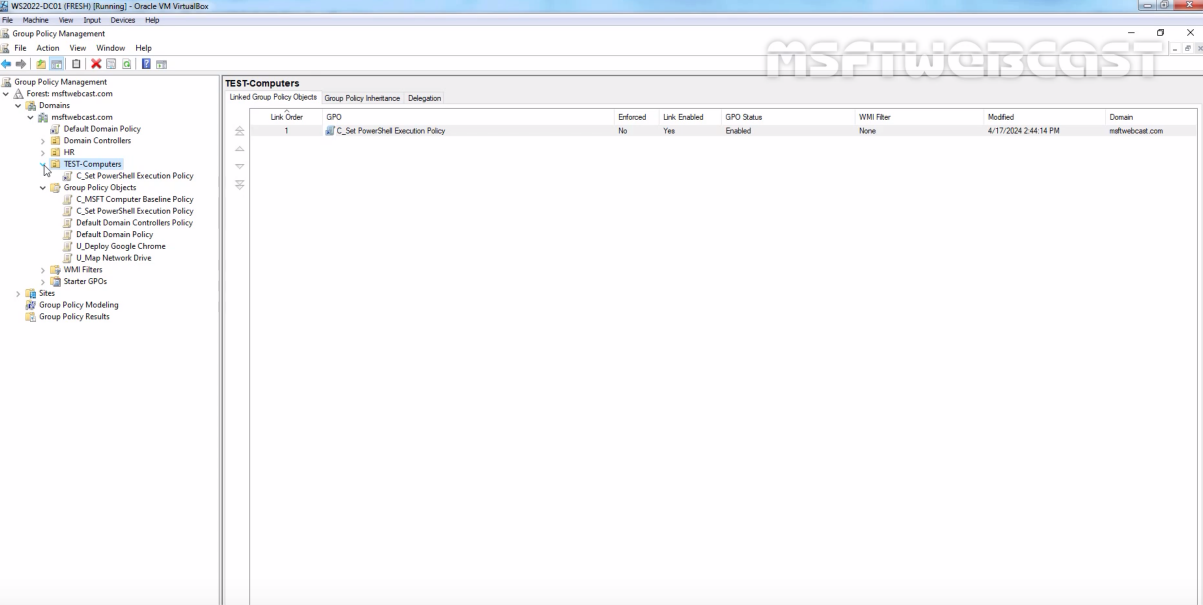 WS2022-DC01 (FRESH) [Running] - Oracle VM VirtualBox
File Machine View Input Devices Help
Group Policy Management
File Action View Window Help
MSFTWEBCAST
Group Policy Management
Forest: msftwebcast.com
Domains
msftwebcast.com
Default Domain Policy
Domain Controllers
HR
TEST-Computers
C_Set PowerShell Execution Policy
Group Policy Objects
C_MSFT Computer Baseline Policy
C_Set PowerShell Execution Policy
Default Domain Controllers Policy
Default Domain Policy
U_Deploy Google Chrome
U_Map Network Drive
WMI Filters
Starter GPOs
Sites
Group Policy Modeling
Group Policy Results
TEST-Computers
Linked Group Policy Objects Group Policy Inheritance Delegation
Link Order GPO Enforced Link Enabled GPO Status WMI Filter Modified Domain
1 C_Set PowerShell Execution Policy No Yes Enabled None 4/17/2024 2:44:14 PM msftwebcast.com